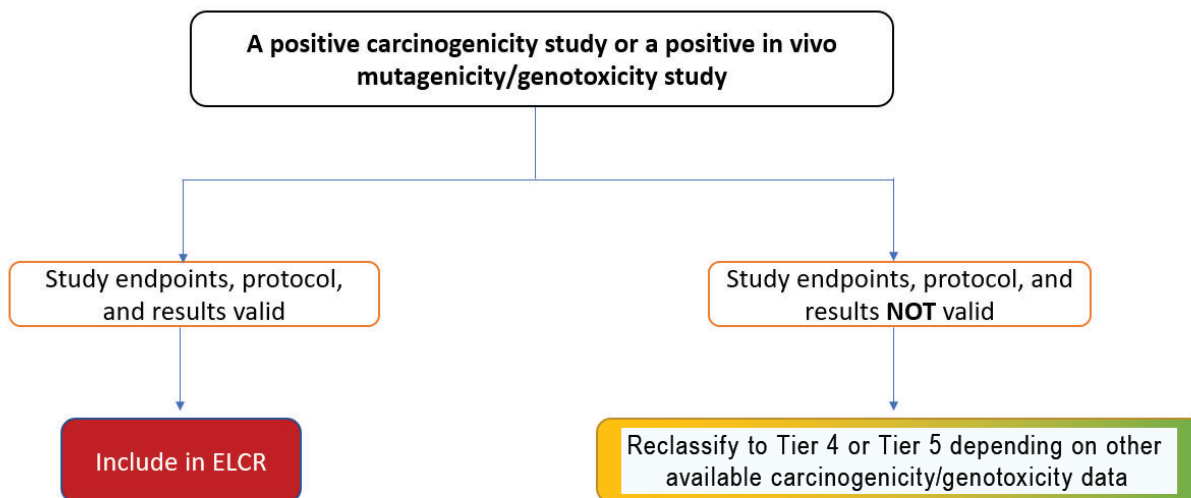 A positive carcinogenicity study or a positive in vivo
mutagenicity/genotoxicity study
Study endpoints, protocol,
and results valid
Study endpoints, protocol, and
results NOT valid
Include in ELCR
Reclassify to Tier 4 or Tier 5 depending on other
available carcinogenicity/genotoxicity data